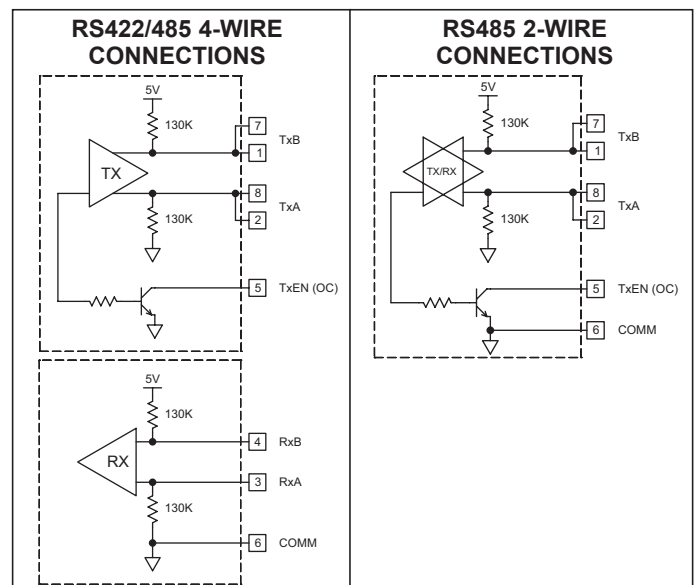 RS422/485 4-WIRE
CONNECTIONS
5V
130K
7
TxB
1
TX
8
TxA
130K
2
5
TxEN (OC)
5V
130K
4
RxB
RX
3
RxA
130K
6
COMM
RS485 2-WIRE
CONNECTIONS
5V
130K
7
TxB
1
TX/RX
8
TxA
130K
2
5
TxEN (OC)
6
COMM